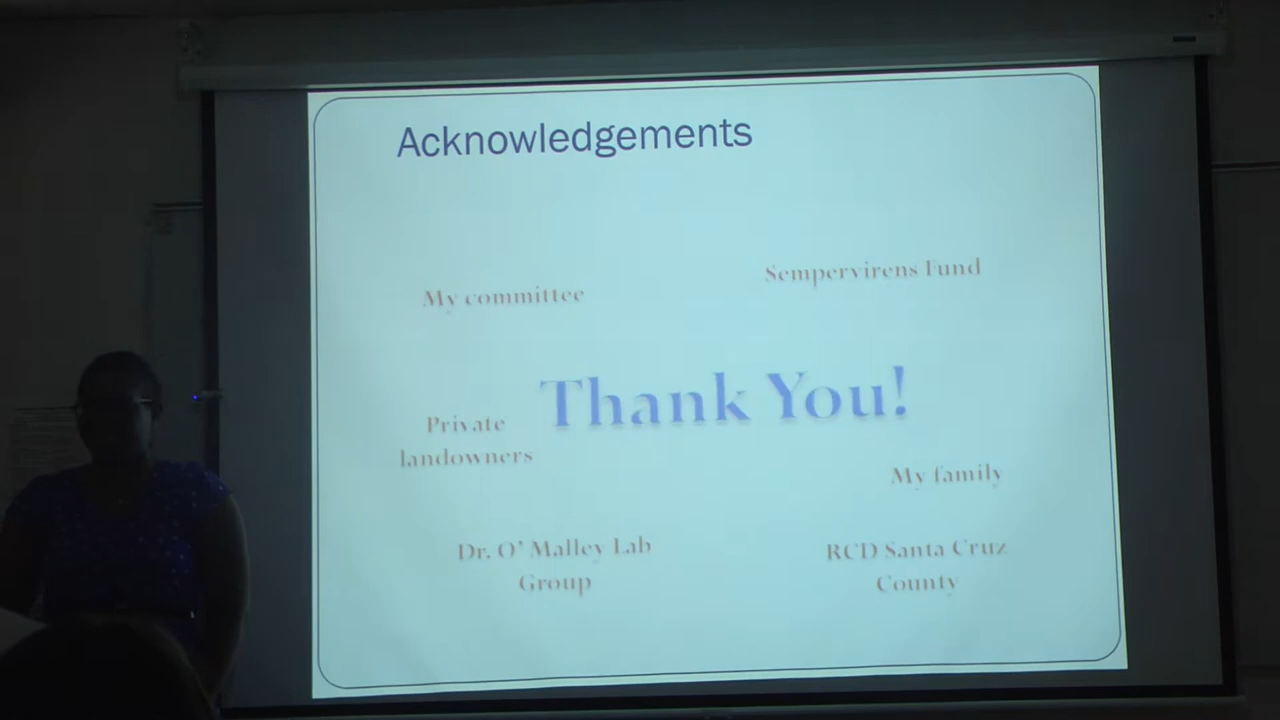 Acknowledgements
My committee
Sempervirens Fund
Thank You!
Private
landowners
My family
Dr. O' Malley Lab
Group
RCD Santa Cruz
County